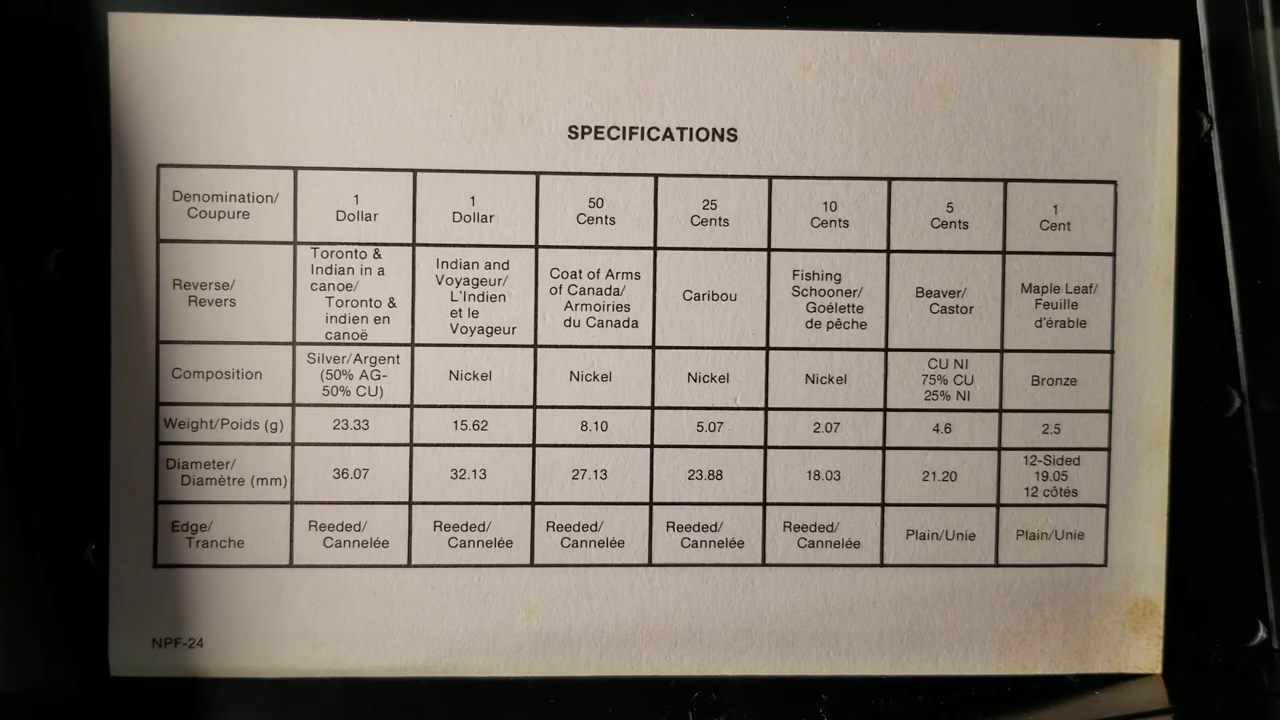 SPECIFICATIONS
Denomination/
Coupure
1
Dollar
1
Dollar
50
Cents
25
Cents
10
Cents
5
Cents
1
Cent
Reverse/
Revers
Toronto &
Indian in a
canoe/
Toronto &
indien en
canoë
Indian and
Voyageur/
L'Indien
et le
Voyageur
Coat of Arms
of Canada/
Armoiries
du Canada
Caribou
Fishing
Schooner/
Goélette
de pêche
Beaver/
Castor
Maple Leaf/
Feuille
d'érable
Composition
Silver/Argent
(50% AG-
50% CU)
Nickel
Nickel
Nickel
Nickel
CU NI
75% CU
25% NI
Bronze
Weight/Poids (g)
23.33
15.62
8.10
5.07
2.07
4.6
2.5
Diameter/
Diamètre (mm)
36.07
32.13
27.13
23.88
18.03
21.20
12-Sided
19.05
12 côtés
Edge/
Tranche
Reeded/
Cannelée
Reeded/
Cannelée
Reeded/
Cannelée
Reeded/
Cannelée
Reeded/
Cannelée
Plain/Unie
Plain/Unie
NPF-24